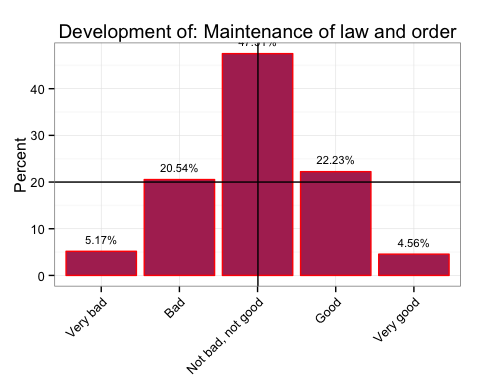 Development of: Maintenance of law and order
22.23%
20.54%
5.17%
4.56%
Percent
40
30
20
10
0
Very bad
Bad
Not bad, not good
Good
Very good